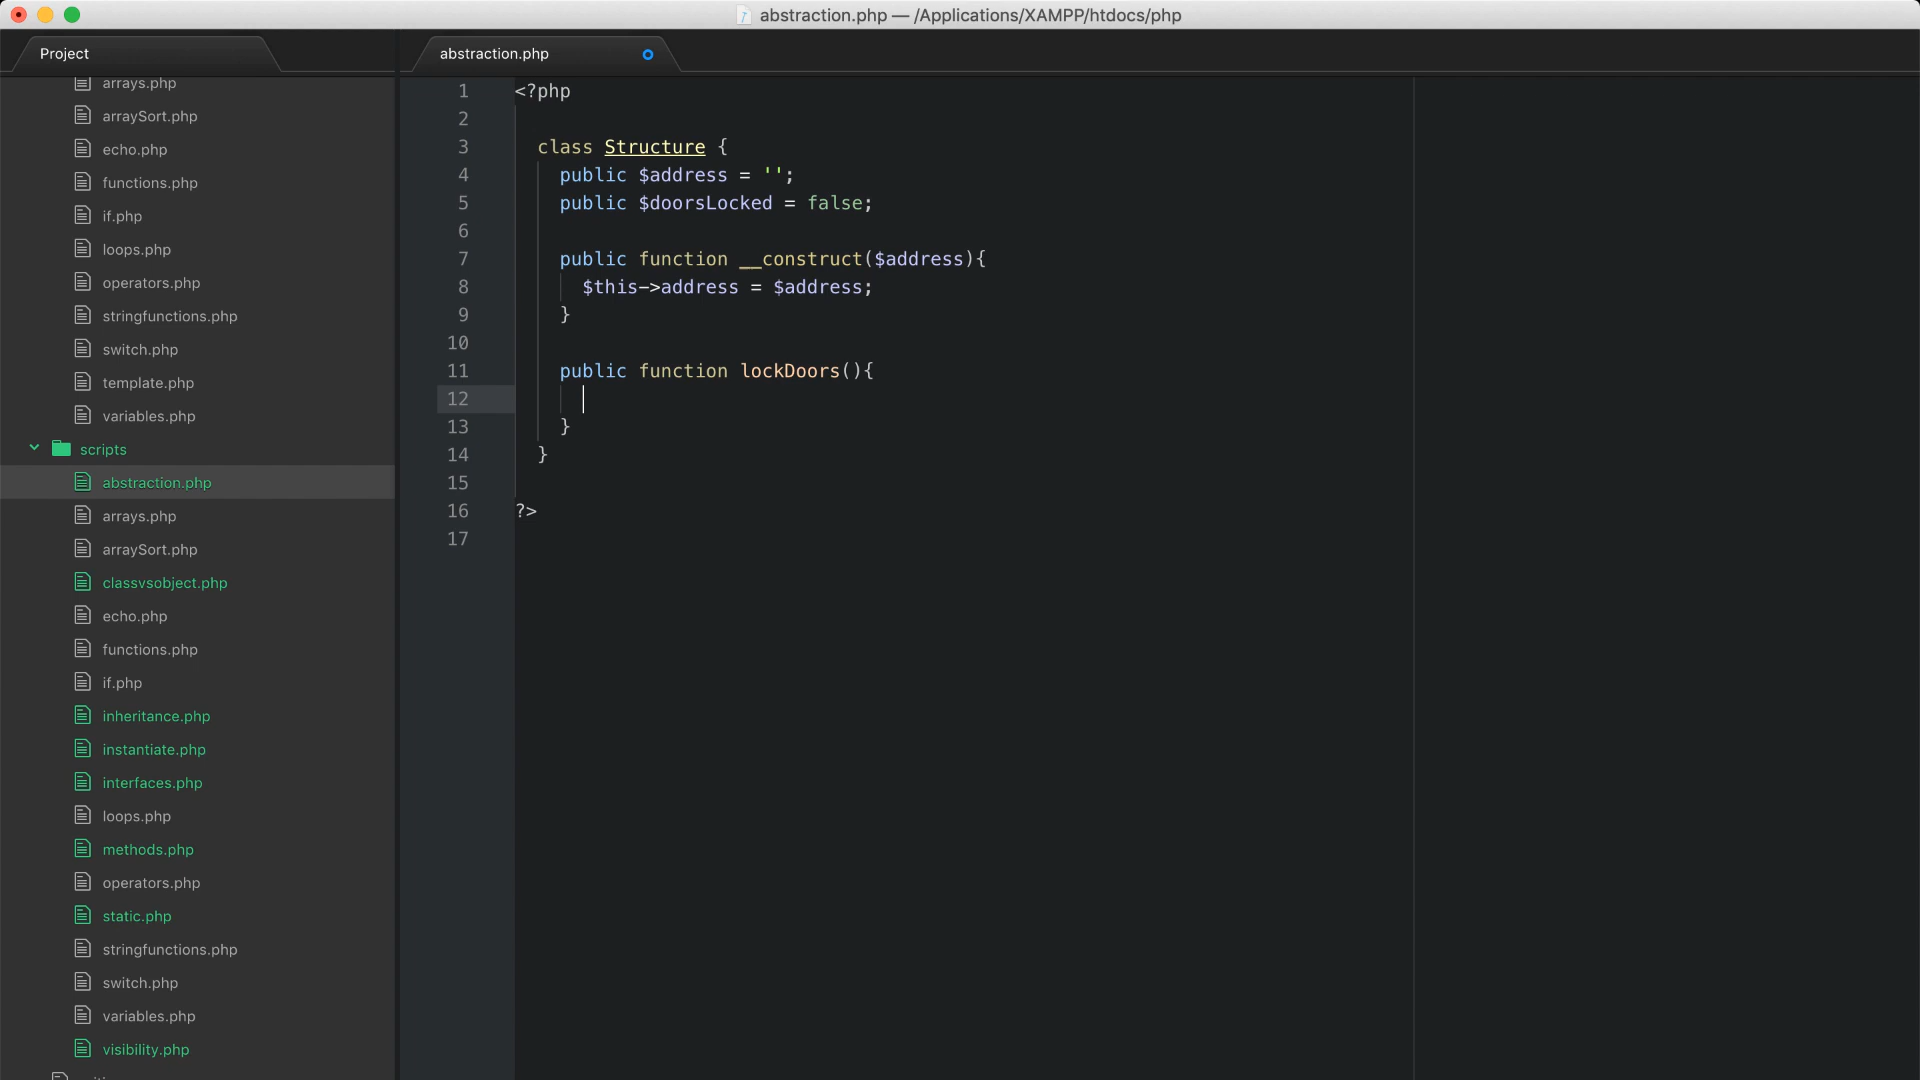 abstraction.php — /Applications/XAMPP/htdocs/php
Project
abstraction.php
arrays.php
arraySort.php
echo.php
functions.php
if.php
loops.php
operators.php
stringfunctions.php
switch.php
template.php
variables.php
scripts
abstraction.php
arrays.php
arraySort.php
classvsobject.php
echo.php
functions.php
if.php
inheritance.php
instantiate.php
interfaces.php
loops.php
methods.php
operators.php
static.php
stringfunctions.php
switch.php
variables.php
visibility.php
1 <?php
2
3 class Structure {
4 public $address = '';
5 public $doorsLocked = false;
6
7 public function __construct($address){
8 $this->address = $address;
9 }
10
11 public function lockDoors(){
12
13 }
14 }
15
16 ?>
17